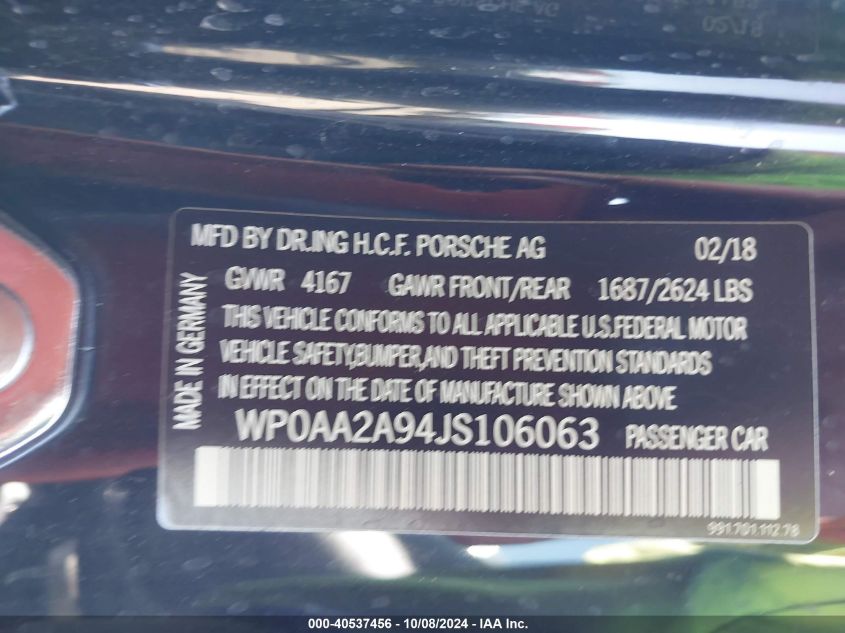 MFD BY DR.ING H.C.F. PORSCHE AG 02/18
GVWR 4167 GAWR FRONT/REAR 1687/2624 LBS
THIS VEHICLE CONFORMS TO ALL APPLICABLE U.S.FEDERAL MOTOR
VEHICLE SAFETY,BUMPER,AND THEFT PREVENTION STANDARDS
IN EFFECT ON THE DATE OF MANUFACTURE SHOWN ABOVE
WP0AA2A94JS106063 PASSENGER CAR
MADE IN GERMANY
991.701.112.78
000-40537456 - 10/08/2024 - IAA Inc.